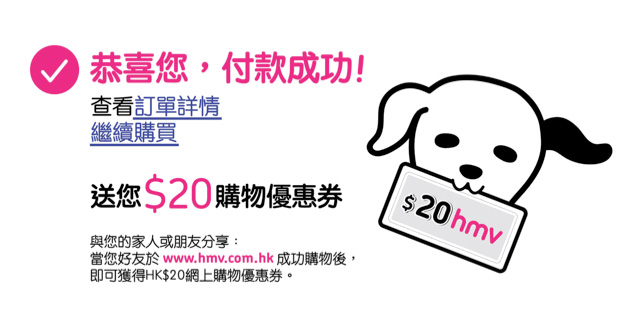 恭喜您，付款成功!
查看訂單詳情
繼續購買
送您$20購物優惠券
$20hmv
與您的家人或朋友分享：
當您好友於 www.hmv.com.hk 成功購物後，
即可獲得HK$20網上購物優惠券。